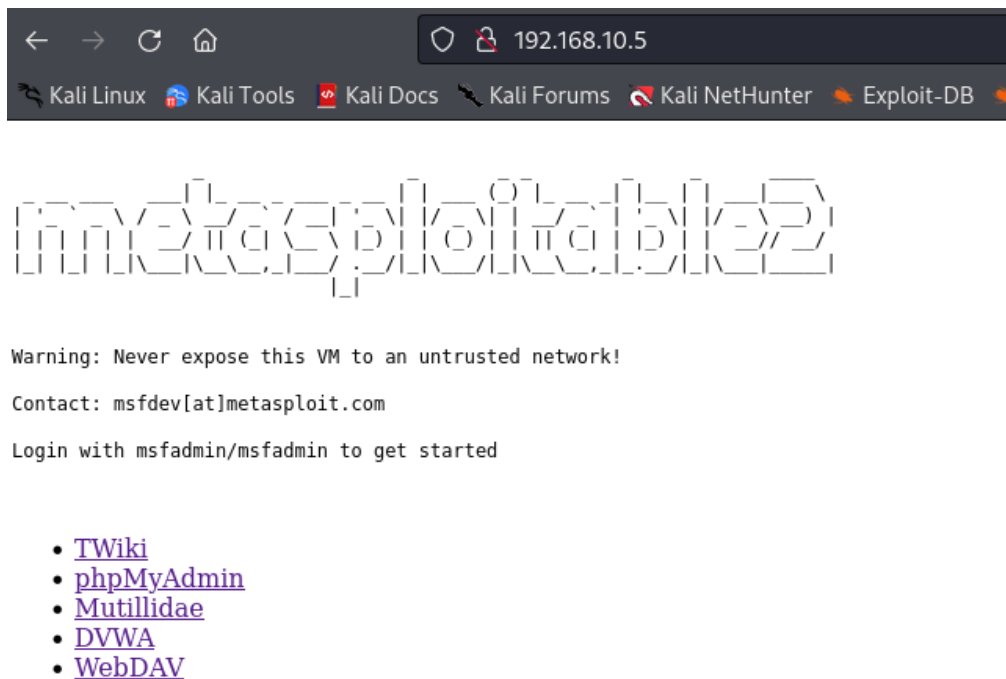 192.168.10.5
Kali Linux Kali Tools Kali Docs Kali Forums Kali NetHunter Exploit-DB
metasploitable2
Warning: Never expose this VM to an untrusted network!
Contact: msfdev[at]metasploit.com
Login with msfadmin/msfadmin to get started
TWiki
phpMyAdmin
Mutillidae
DVWA
WebDAV